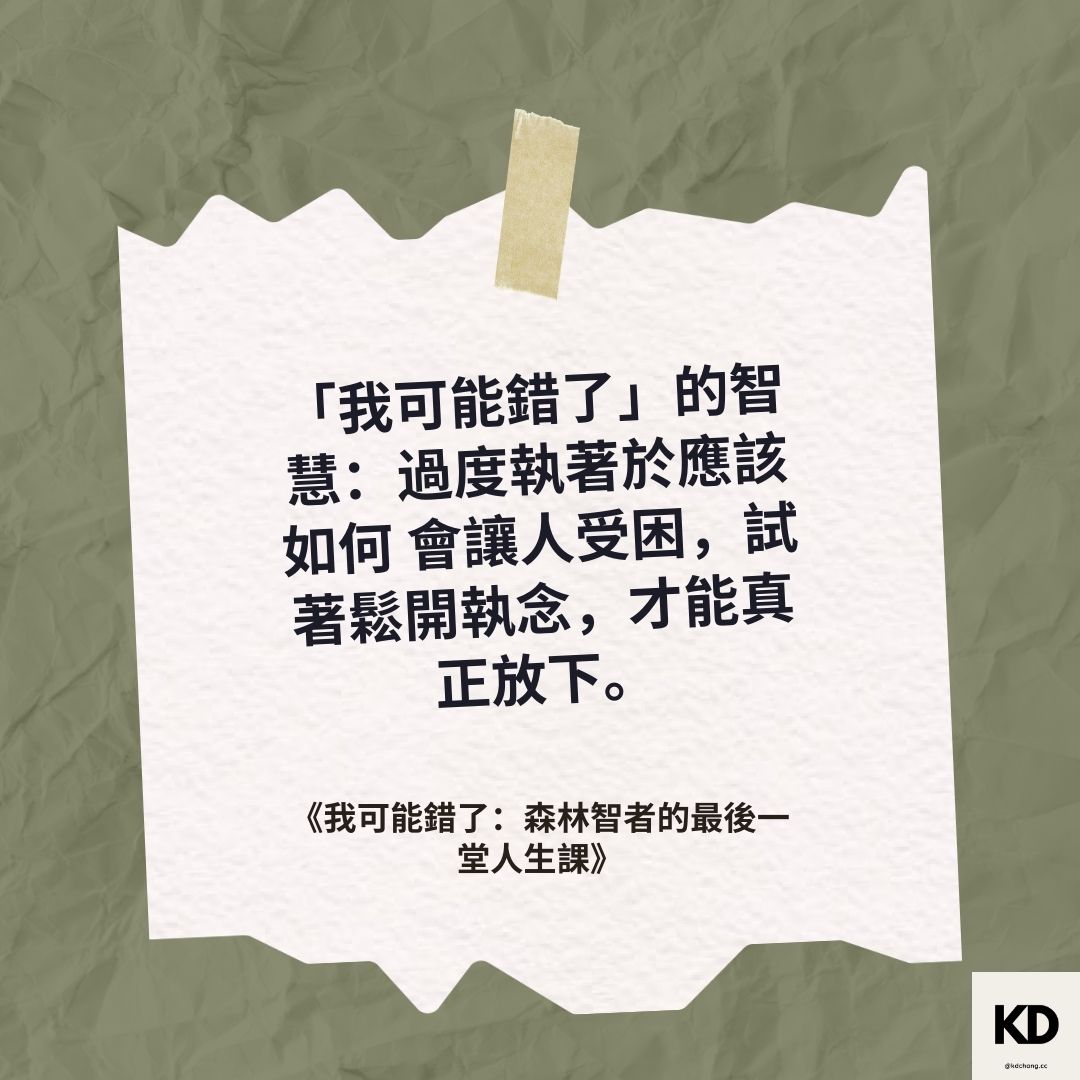 「我可能錯了」的智
慧：過度執著於應該
如何 會讓人受困，試
著鬆開執念，才能真
正放下。
《我可能錯了：森林智者的最後一
堂人生課》
KD
@kdchang.cc